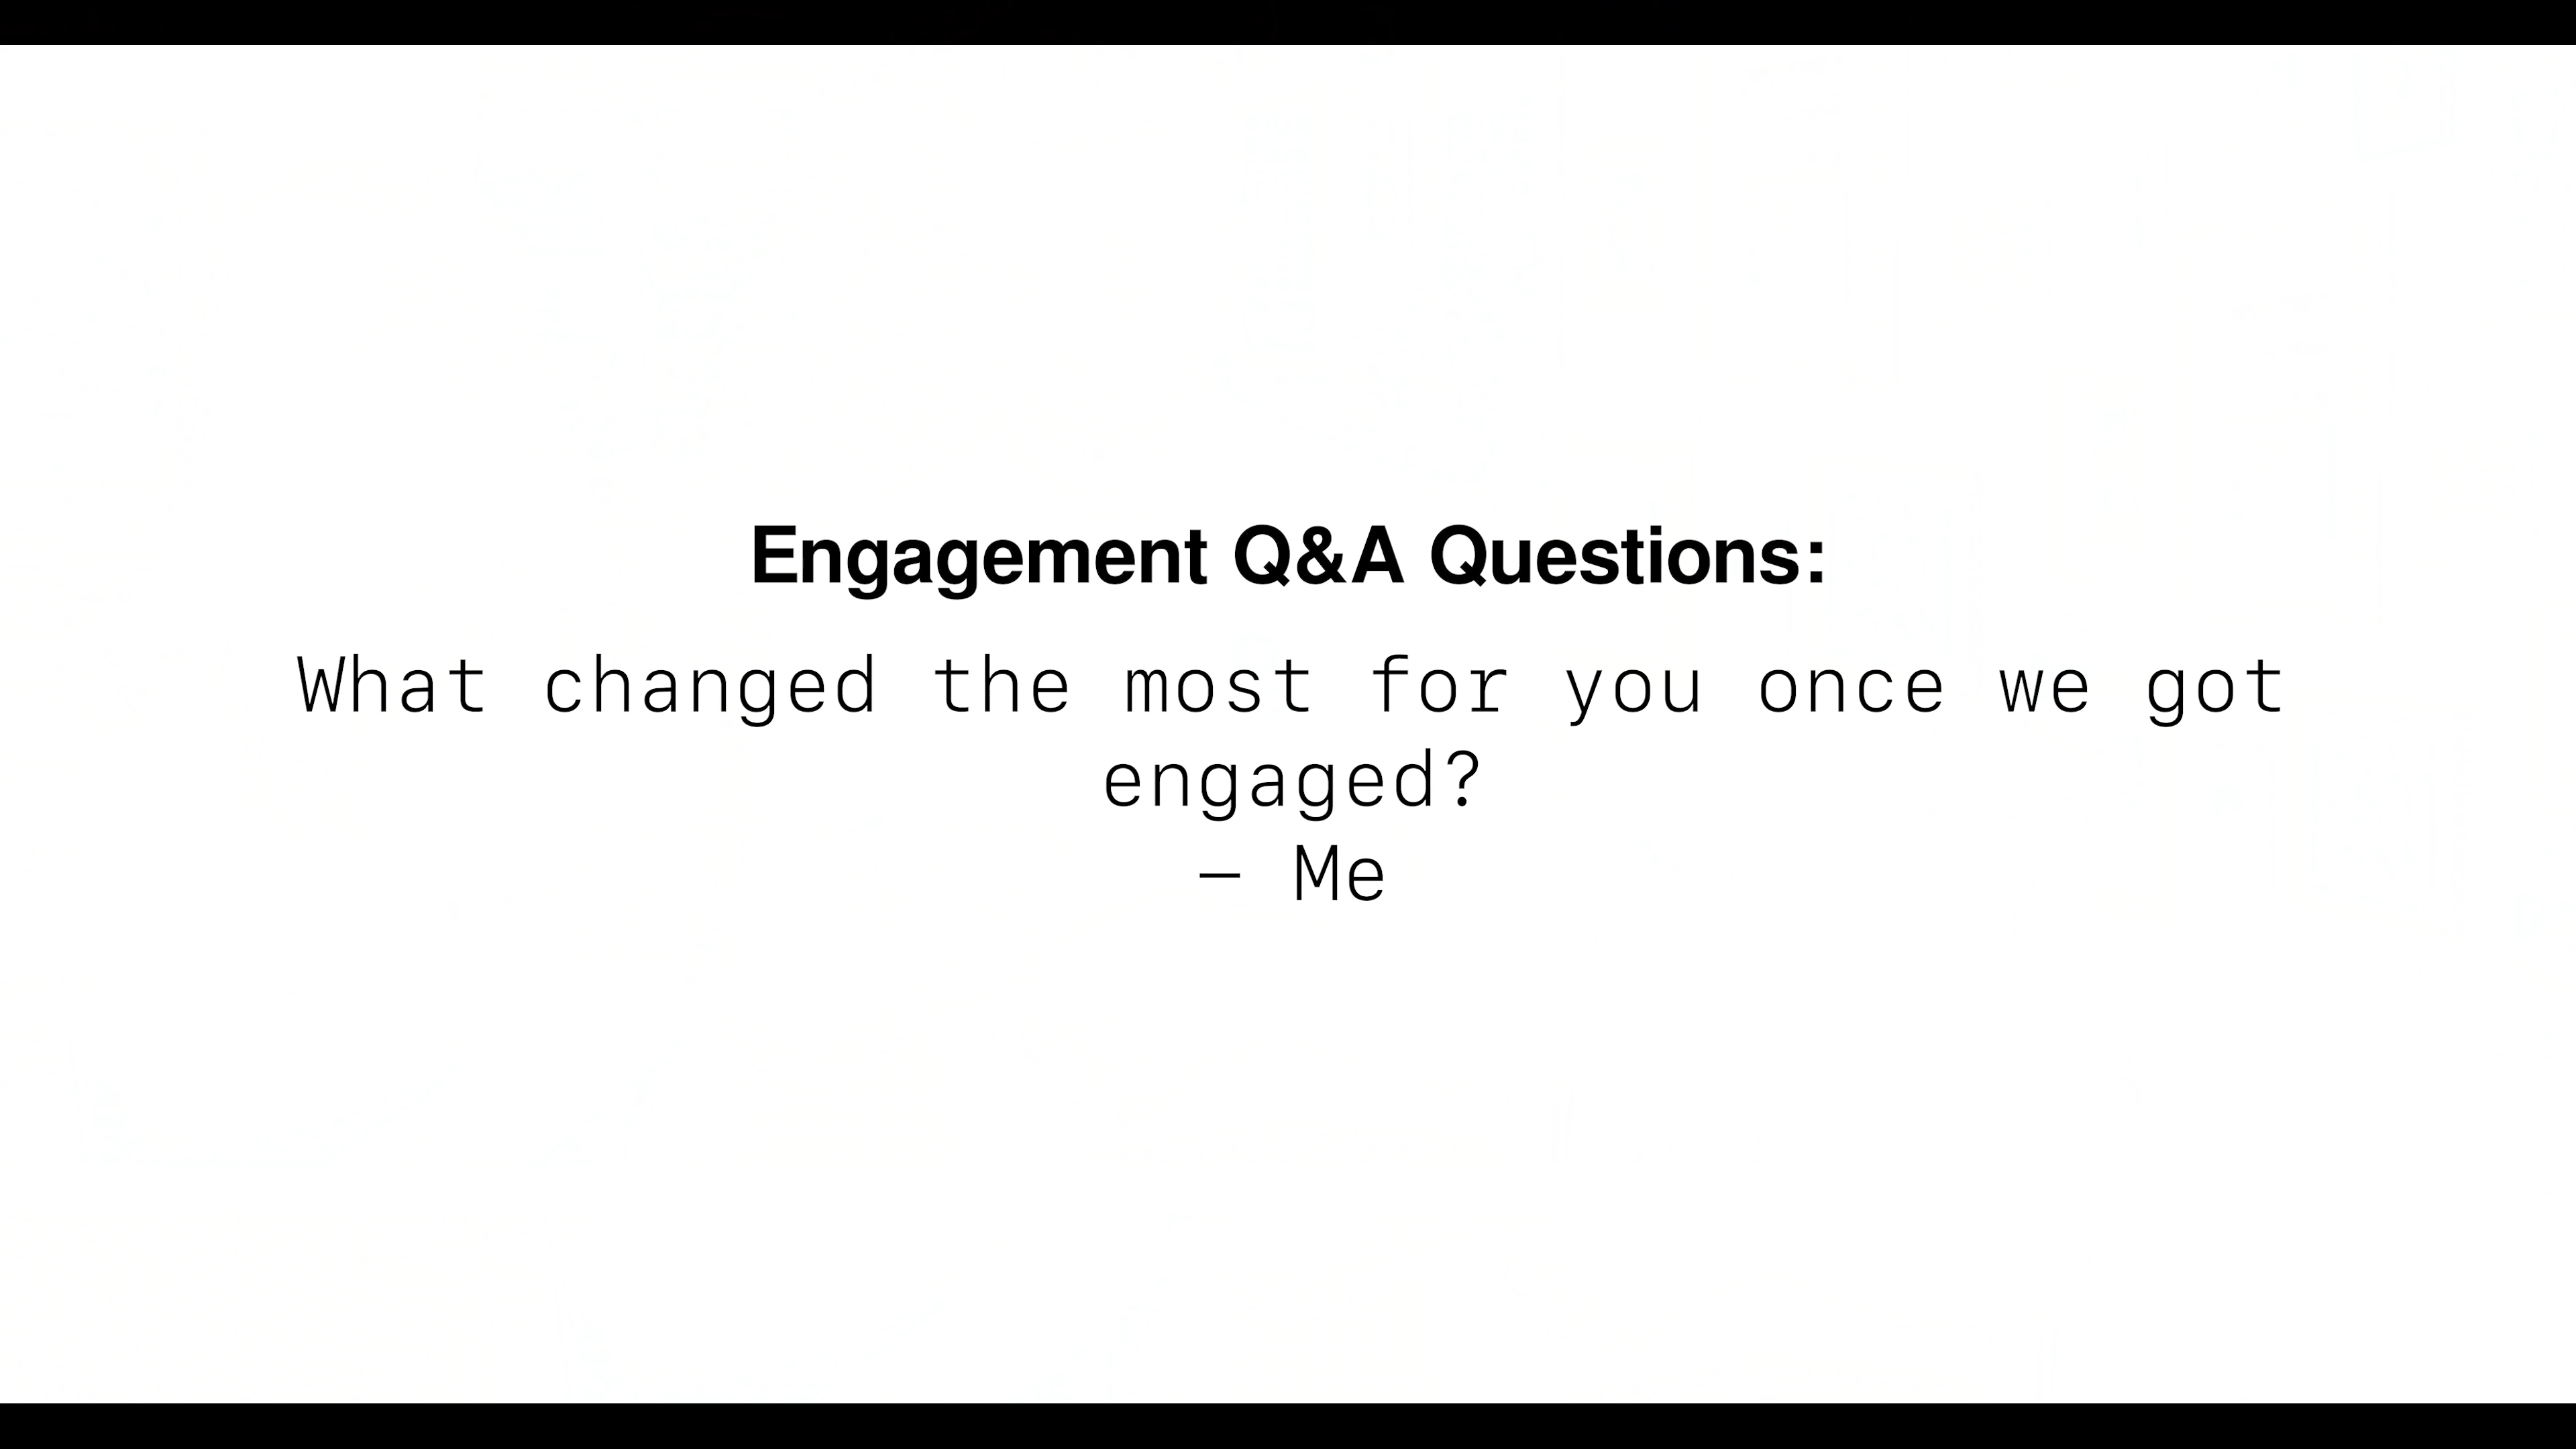 Engagement Q&A Questions:
What changed the most for you once we got
engaged?
– Me